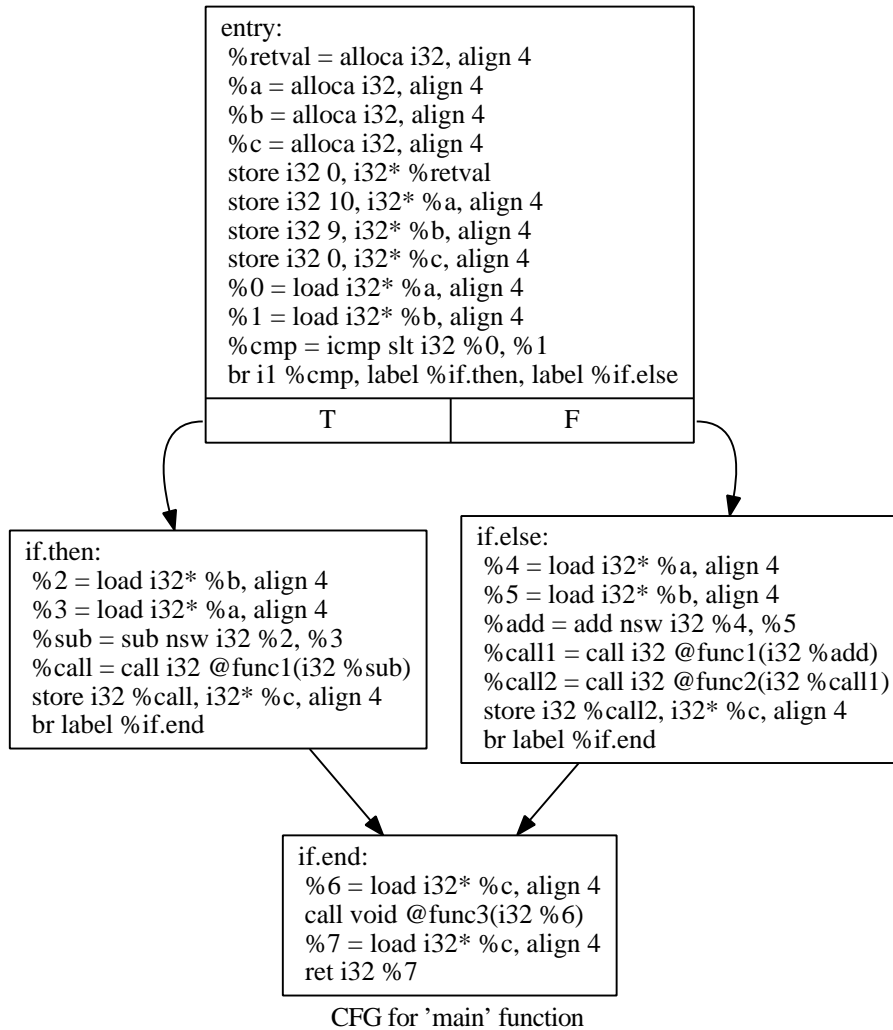 entry:
%retval = alloca i32, align 4
%a = alloca i32, align 4
%b = alloca i32, align 4
%c = alloca i32, align 4
store i32 0, i32* %retval
store i32 10, i32* %a, align 4
store i32 9, i32* %b, align 4
store i32 0, i32* %c, align 4
%0 = load i32* %a, align 4
%1 = load i32* %b, align 4
%cmp = icmp slt i32 %0, %1
br i1 %cmp, label %if.then, label %if.else
T
F
if.then:
%2 = load i32* %b, align 4
%3 = load i32* %a, align 4
%sub = sub nsw i32 %2, %3
%call = call i32 @func1(i32 %sub)
store i32 %call, i32* %c, align 4
br label %if.end
if.else:
%4 = load i32* %a, align 4
%5 = load i32* %b, align 4
%add = add nsw i32 %4, %5
%call1 = call i32 @func1(i32 %add)
%call2 = call i32 @func2(i32 %call1)
store i32 %call2, i32* %c, align 4
br label %if.end
if.end:
%6 = load i32* %c, align 4
call void @func3(i32 %6)
%7 = load i32* %c, align 4
ret i32 %7
CFG for ’main’ function